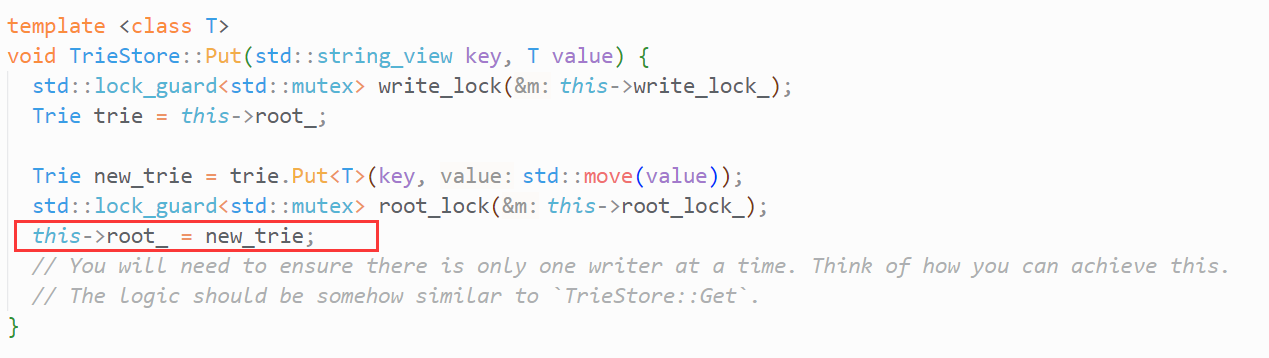 template <class T>
void TrieStore::Put(std::string_view key, T value) {
std::lock_guard<std::mutex> write_lock(&m: this->write_lock_);
Trie trie = this->root_;
Trie new_trie = trie.Put<T>(key, value: std::move(value));
std::lock_guard<std::mutex> root_lock(&m: this->root_lock_);
this->root_ = new_trie;
// You will need to ensure there is only one writer at a time. Think of how you can achieve this.
// The logic should be somehow similar to `TrieStore::Get`.
}